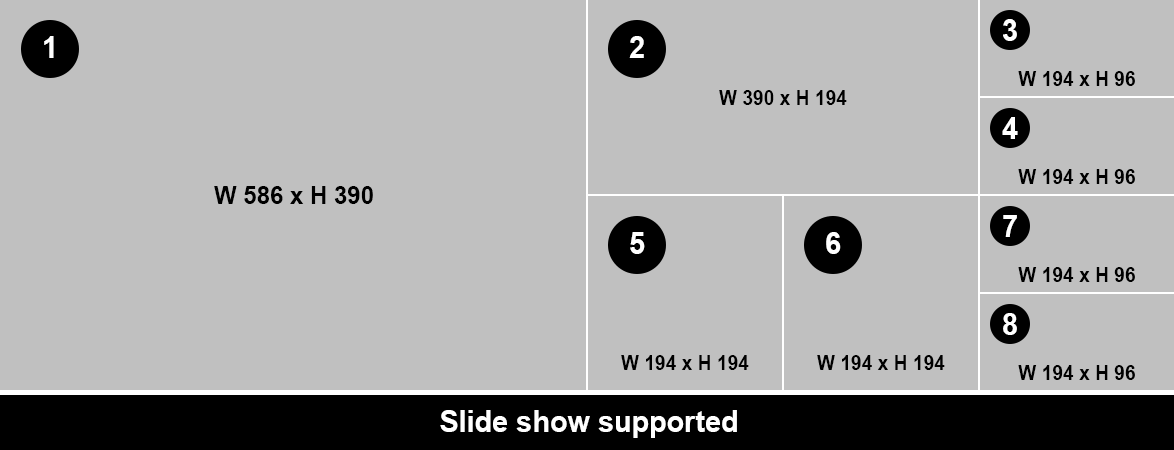 1
W 586 x H 390
2
W 390 x H 194
3
W 194 x H 96
4
W 194 x H 96
5
W 194 x H 194
6
W 194 x H 194
7
W 194 x H 96
8
W 194 x H 96
Slide show supported